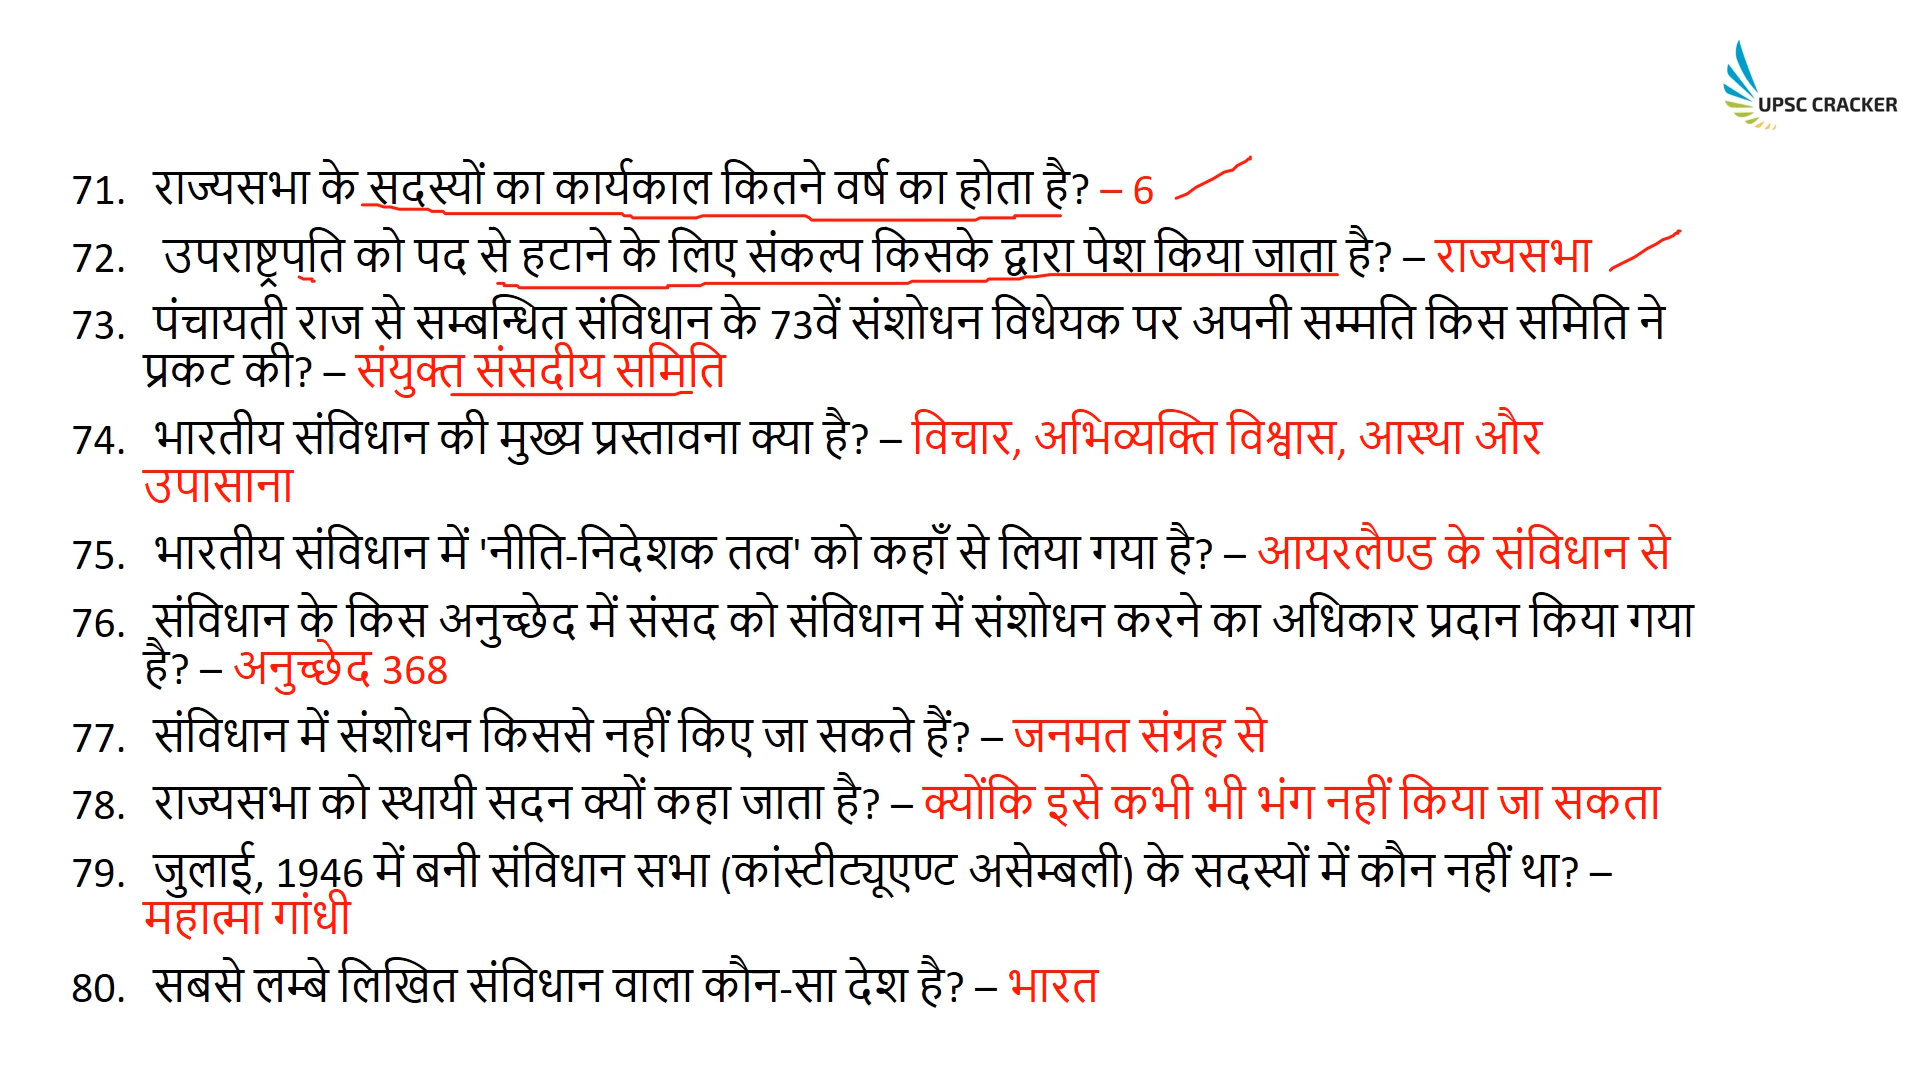 UPSC CRACKER
71. राज्यसभा के सदस्यों का कार्यकाल कितने वर्ष का होता है? – 6
72. उपराष्ट्रपति को पद से हटाने के लिए संकल्प किसके द्वारा पेश किया जाता है? – राज्यसभा
73. पंचायती राज से सम्बन्धित संविधान के 73वें संशोधन विधेयक पर अपनी सम्मति किस समिति ने
प्रकट की? – संयुक्त संसदीय समिति
74. भारतीय संविधान की मुख्य प्रस्तावना क्या है? – विचार, अभिव्यक्ति विश्वास, आस्था और
उपासाना
75. भारतीय संविधान में 'नीति-निदेशक तत्व' को कहाँ से लिया गया है? – आयरलैण्ड के संविधान से
76. संविधान के किस अनुच्छेद में संसद को संविधान में संशोधन करने का अधिकार प्रदान किया गया
है? – अनुच्छेद 368
77. संविधान में संशोधन किससे नहीं किए जा सकते हैं? – जनमत संग्रह से
78. राज्यसभा को स्थायी सदन क्यों कहा जाता है? – क्योंकि इसे कभी भी भंग नहीं किया जा सकता
79. जुलाई, 1946 में बनी संविधान सभा (कांस्टीट्यूएण्ट असेम्बली) के सदस्यों में कौन नहीं था? –
महात्मा गांधी
80. सबसे लम्बे लिखित संविधान वाला कौन-सा देश है? – भारत